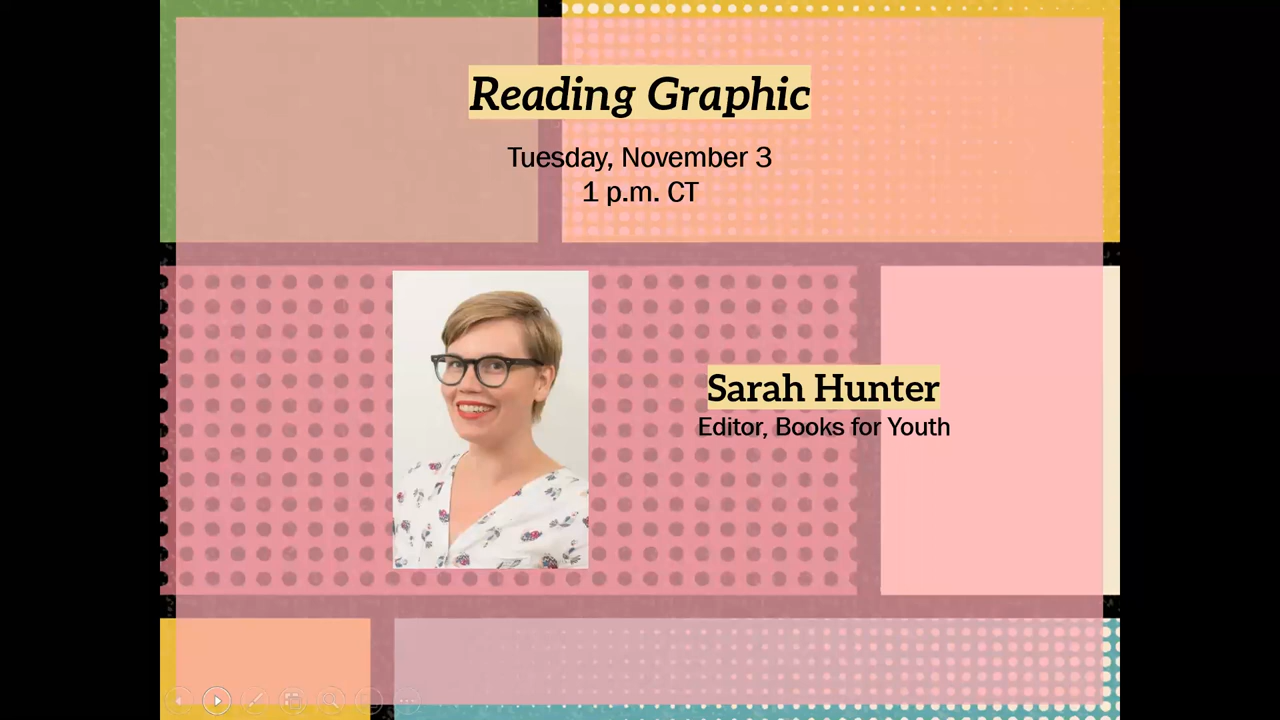 Reading Graphic
Tuesday, November 3
1 p.m. CT
Sarah Hunter
Editor, Books for Youth